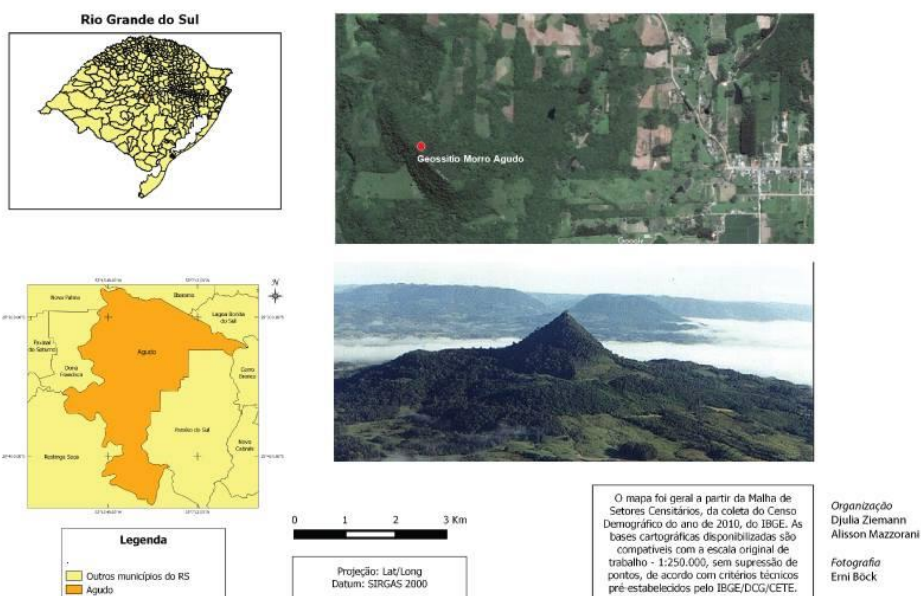 Rio Grande do Sul
Geossitio Morro Agudo
Google
N
Nova Palma
Ibarama
Lagoa Bonita
do Sul
Agudo
Dona
Francisca
Cerro
Branco
Paraíso do Sul
Novo
Cabrais
Restinga Seca
Legenda
Outros municípios do RS
Agudo
0 1 2 3 Km
Projeção: Lat/Long
Datum: SIRGAS 2000
O mapa foi geral a partir da Malha de
Setores Censitários, da coleta do Censo
Demográfico do ano de 2010, do IBGE. As
bases cartográficas disponibilizadas são
compatíveis com a escala original de
trabalho - 1:250.000, sem supressão de
pontos, de acordo com critérios técnicos
pré-estabelecidos pelo IBGE/DCG/CETE.
Organização
Djulia Ziemann
Alisson Mazzorani
Fotografia
Erni Böck